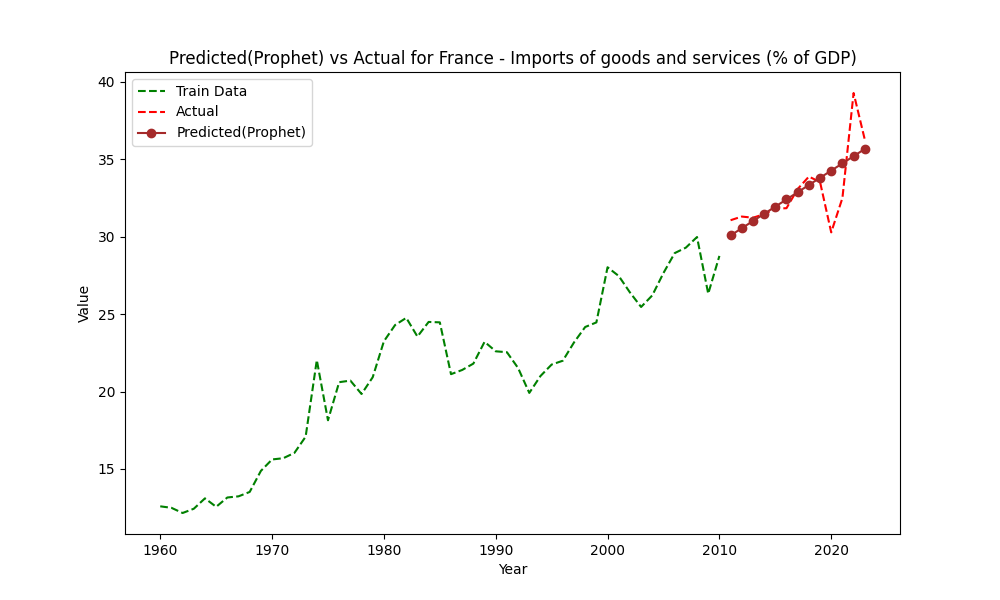 Predicted(Prophet) vs Actual for France - Imports of goods and services (% of GDP)
Train Data
Actual
Predicted(Prophet)
40
35
30
25
20
15
Value
1960 1970 1980 1990 2000 2010 2020
Year